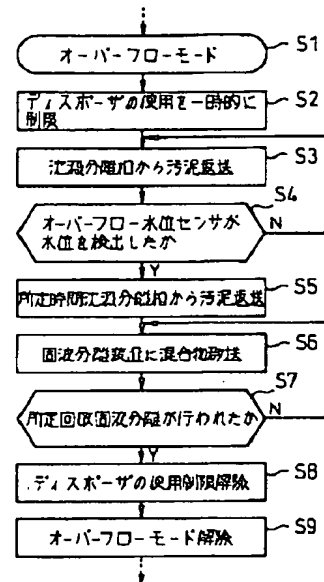 オーバーフローモード
S1
ディスポーザの使用を一時的に
制限
S2
沈殿分離槽から汚泥返送
S3
オーバーフロー水位センサが
水位を検出したか
S4
N
Y
所定時間沈殿分離槽から汚泥返送
S5
固液分離装置に混合物移送
S6
所定回数固液分離が行われたか
S7
N
Y
ディスポーザの使用制限解除
S8
オーバーフローモード解除
S9